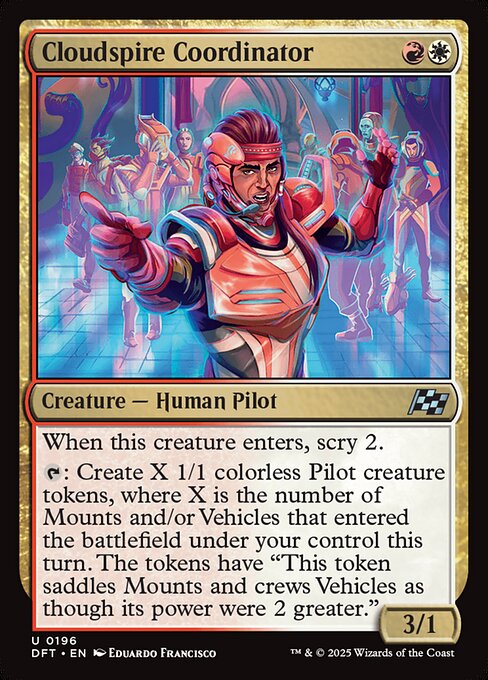 Cloudspire Coordinator
Creature — Human Pilot
When this creature enters, scry 2.
: Create X 1/1 colorless Pilot creature
tokens, where X is the number of
Mounts and/or Vehicles that entered
the battlefield under your control this
turn. The tokens have “This token
saddles Mounts and crews Vehicles as
though its power were 2 greater.”
3/1
U 0196
DFT • EN Eduardo Francisco
™ & © 2025 Wizards of the Coast